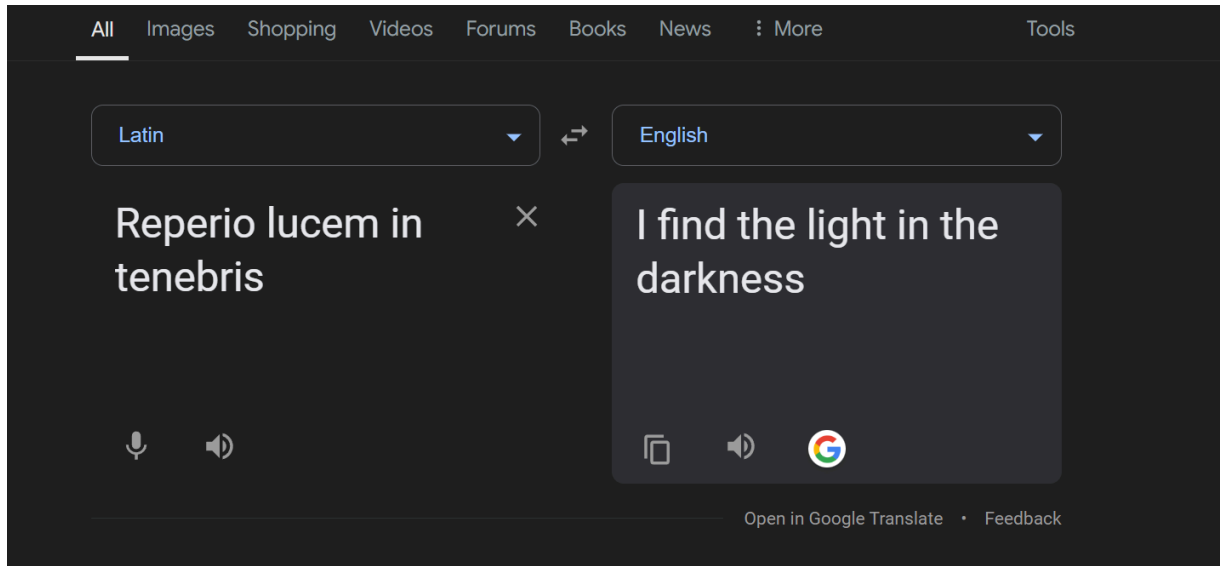 All Images Shopping Videos Forums Books News ⋮ More Tools
Latin English
Reperio lucem in
tenebris
I find the light in the
darkness
Open in Google Translate • Feedback